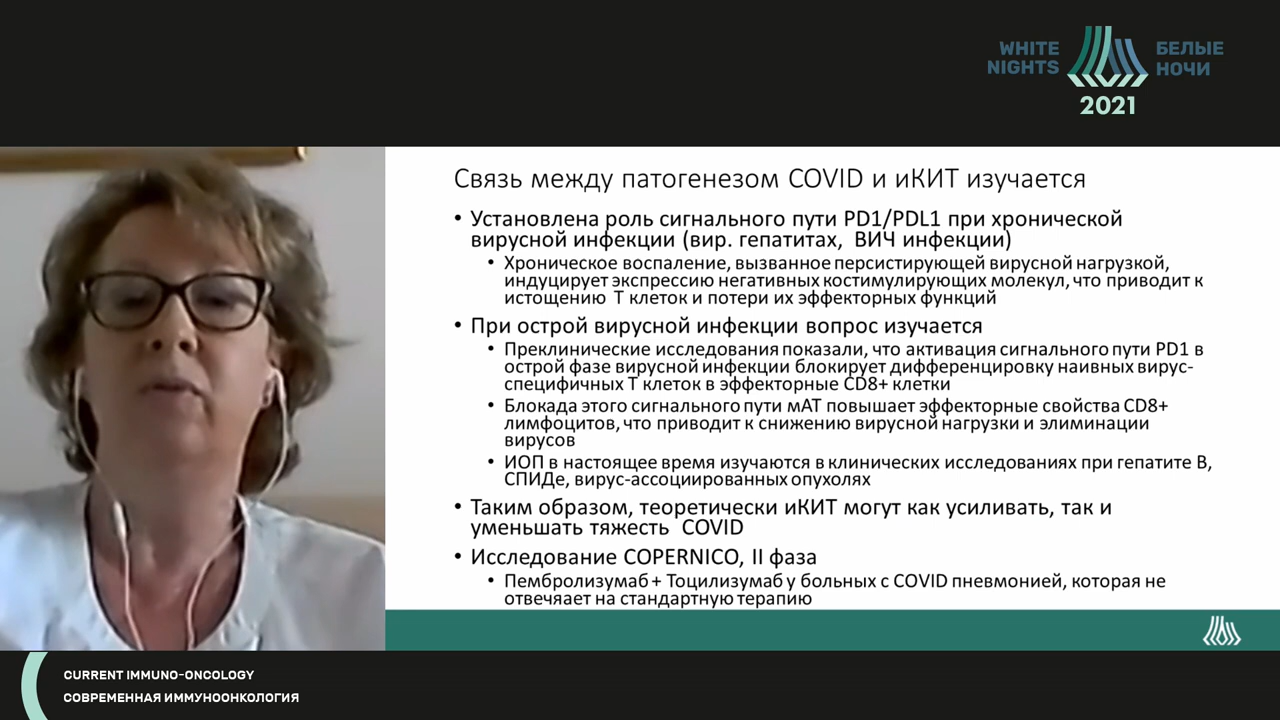 WHITE
NIGHTS
БЕЛЫЕ
НОЧИ
2021
Связь между патогенезом COVID и иКИТ изучается
• Установлена роль сигнального пути PD1/PDL1 при хронической
вирусной инфекции (вир. гепатитах, ВИЧ инфекции)
• Хроническое воспаление, вызванное персистирующей вирусной нагрузкой,
индуцирует экспрессию негативных костимулирующих молекул, что приводит к
истощению Т клеток и потери их эффекторных функций
• При острой вирусной инфекции вопрос изучается
• Преклинические исследования показали, что активация сигнального пути PD1 в
острой фазе вирусной инфекции блокирует дифференцировку наивных вирус-
специфичных Т клеток в эффекторные CD8+ клетки
• Блокада этого сигнального пути мАТ повышает эффекторные свойства CD8+
лимфоцитов, что приводит к снижению вирусной нагрузки и элиминации
вирусов
• ИОП в настоящее время изучаются в клинических исследованиях при гепатите В,
СПИДе, вирус-ассоциированных опухолях
• Таким образом, теоретически иКИТ могут как усиливать, так и
уменьшать тяжесть COVID
• Исследование COPERNICO, II фаза
• Пембролизумаб + Тоцилизумаб у больных с COVID пневмонией, которая не
отвечяает на стандартную терапию
CURRENT IMMUNO-ONCOLOGY
СОВРЕМЕННАЯ ИММУНООНКОЛОГИЯ